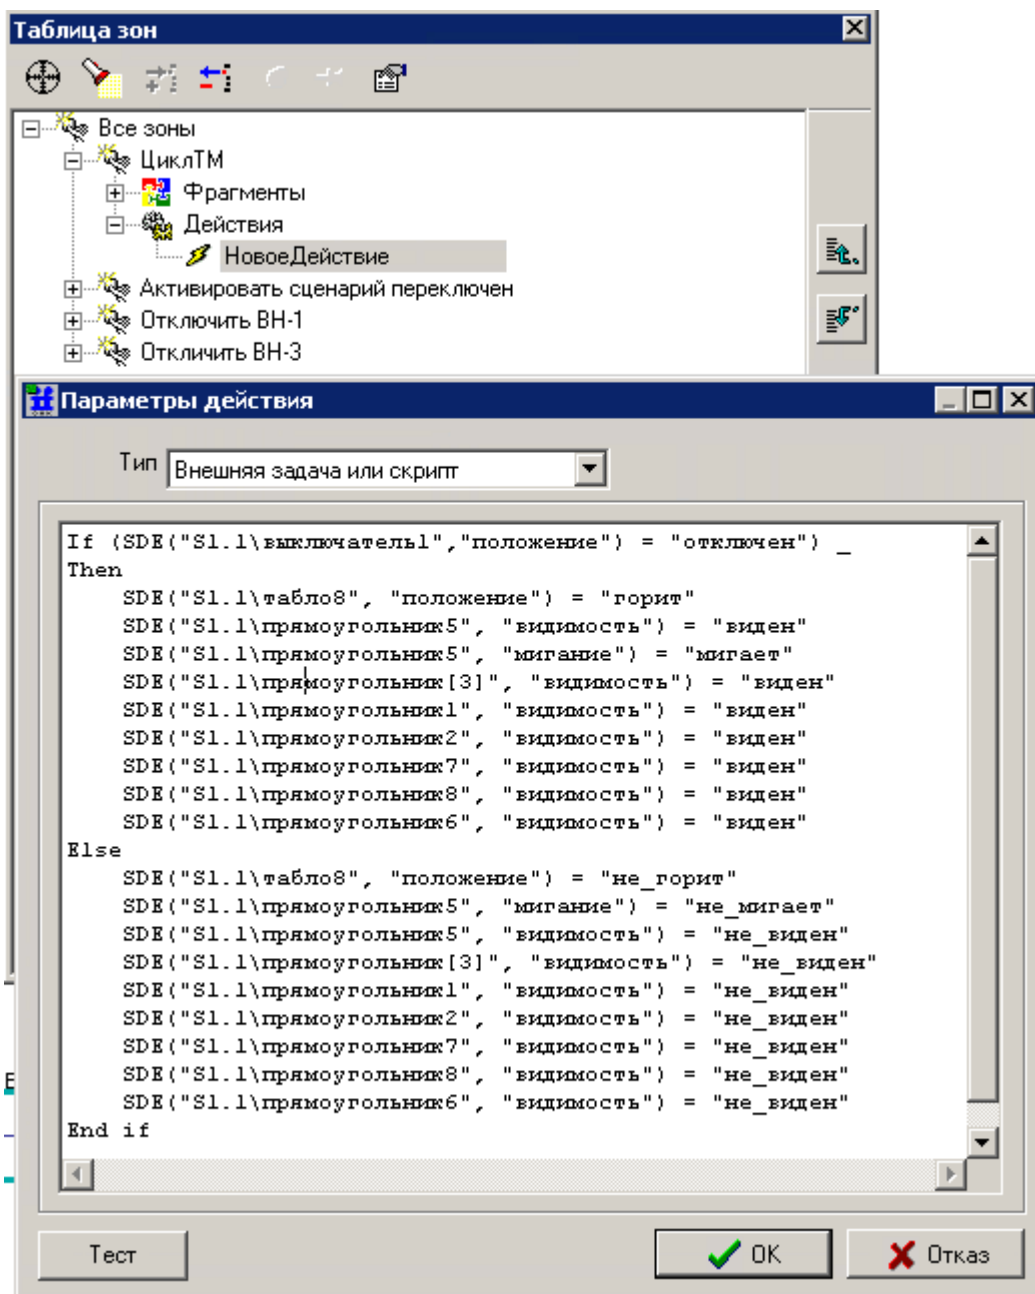 Таблица зон
Все зоны
ЦиклТМ
Фрагменты
Действия
НовоеДействие
Активировать сценарий переключен
Отключить ВН-1
Откличить ВН-3
Параметры действия
Тип Внешняя задача или скрипт
If (SDE("S1.1\выключатель1","положение") = "отключен") _
Then
SDE("S1.1\табло8", "положение") = "горит"
SDE("S1.1\прямоугольник5", "видимость") = "виден"
SDE("S1.1\прямоугольник5", "мигание") = "мигает"
SDE("S1.1\прямоугольник[3]", "видимость") = "виден"
SDE("S1.1\прямоугольник1", "видимость") = "виден"
SDE("S1.1\прямоугольник2", "видимость") = "виден"
SDE("S1.1\прямоугольник7", "видимость") = "виден"
SDE("S1.1\прямоугольник8", "видимость") = "виден"
SDE("S1.1\прямоугольник6", "видимость") = "виден"
Else
SDE("S1.1\табло8", "положение") = "не_горит"
SDE("S1.1\прямоугольник5", "мигание") = "не_мигает"
SDE("S1.1\прямоугольник5", "видимость") = "не_виден"
SDE("S1.1\прямоугольник[3]", "видимость") = "не_виден"
SDE("S1.1\прямоугольник1", "видимость") = "не_виден"
SDE("S1.1\прямоугольник2", "видимость") = "не_виден"
SDE("S1.1\прямоугольник7", "видимость") = "не_виден"
SDE("S1.1\прямоугольник8", "видимость") = "не_виден"
SDE("S1.1\прямоугольник6", "видимость") = "не_виден"
End if
Тест OK Отказ